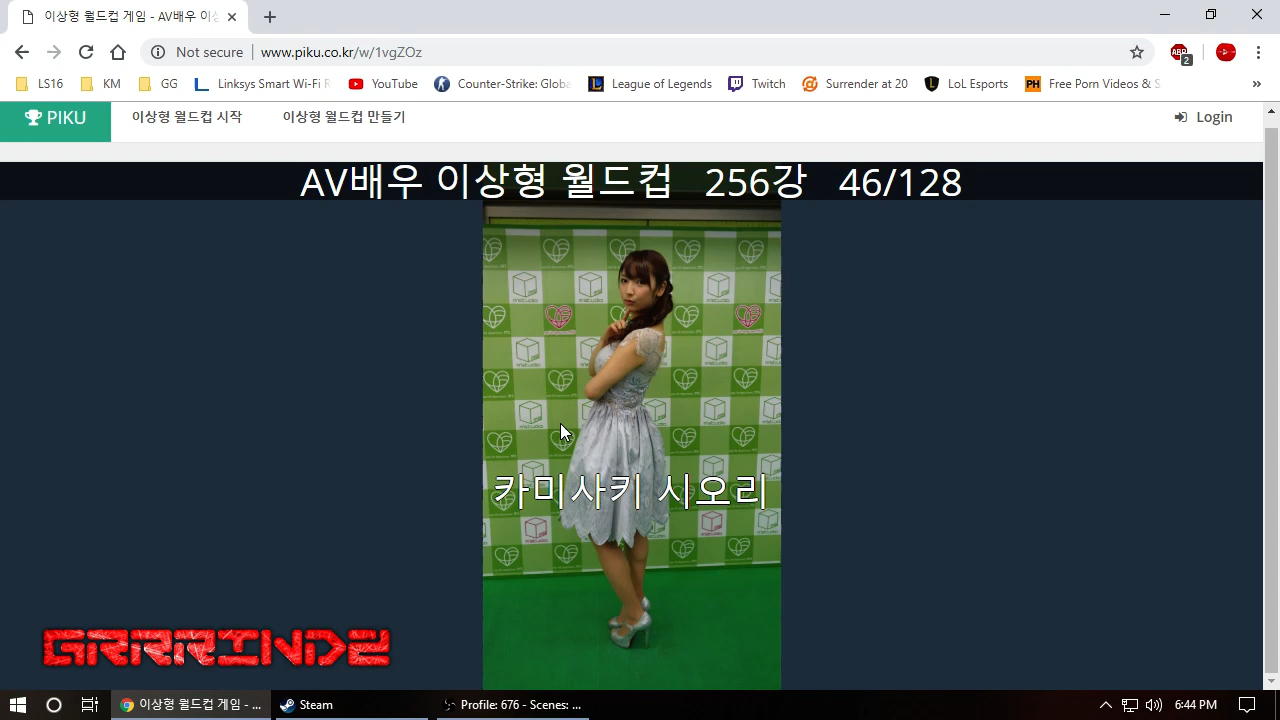 이상형 월드컵 게임 - AV배우 이상
Not secure
www.piku.co.kr/w/1vgZOz
ABP
2
LS16
KM
GG
Linksys Smart Wi-Fi R
YouTube
Counter-Strike: Globa
League of Legends
Twitch
Surrender at 20
LoL Esports
PH
Free Porn Videos & S
»
PIKU
이상형 월드컵 시작
이상형 월드컵 만들기
Login
AV배우 이상형 월드컵 256강 46/128
카미사키 시오리
GRRRINDZ
이상형 월드컵 게임 - ...
Steam
Profile: 676 - Scenes: ...
6:44 PM